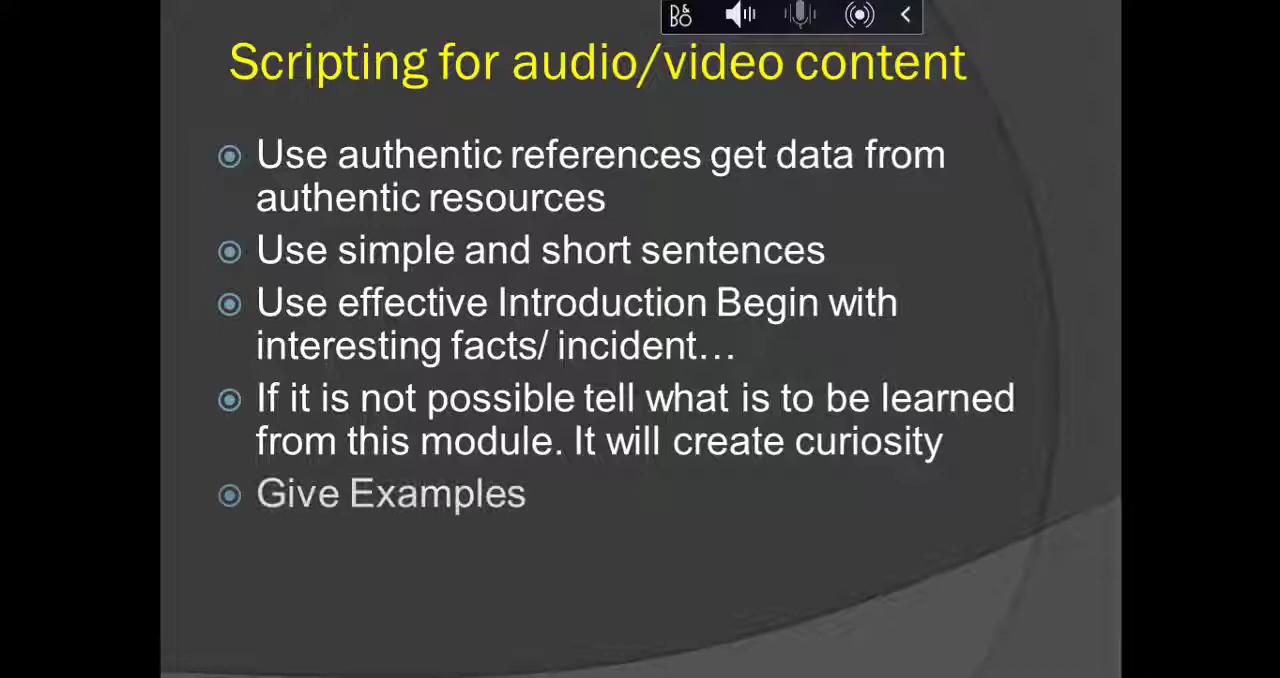 B&O
Scripting for audio/video content
Use authentic references get data from
authentic resources
Use simple and short sentences
Use effective Introduction Begin with
interesting facts/ incident…
If it is not possible tell what is to be learned
from this module. It will create curiosity
Give Examples